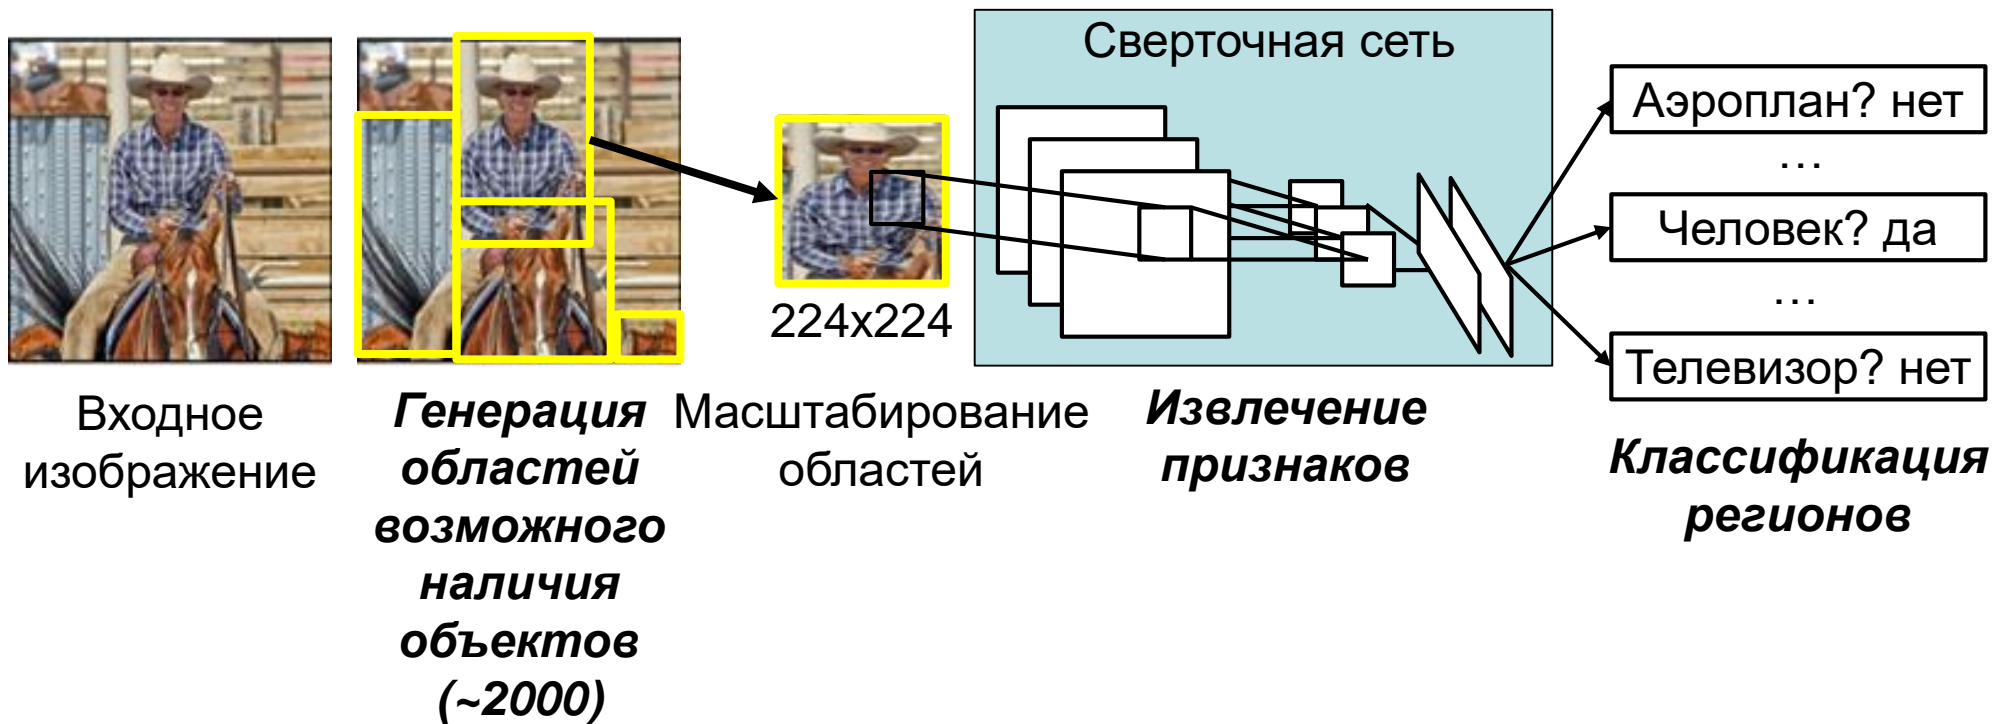 Сверточная сеть
Аэроплан? нет
…
Человек? да
…
Телевизор? нет
224x224
Входное
изображение
Генерация
областей
возможного
наличия
объектов
(~2000)
Масштабирование
областей
Извлечение
признаков
Классификация
регионов